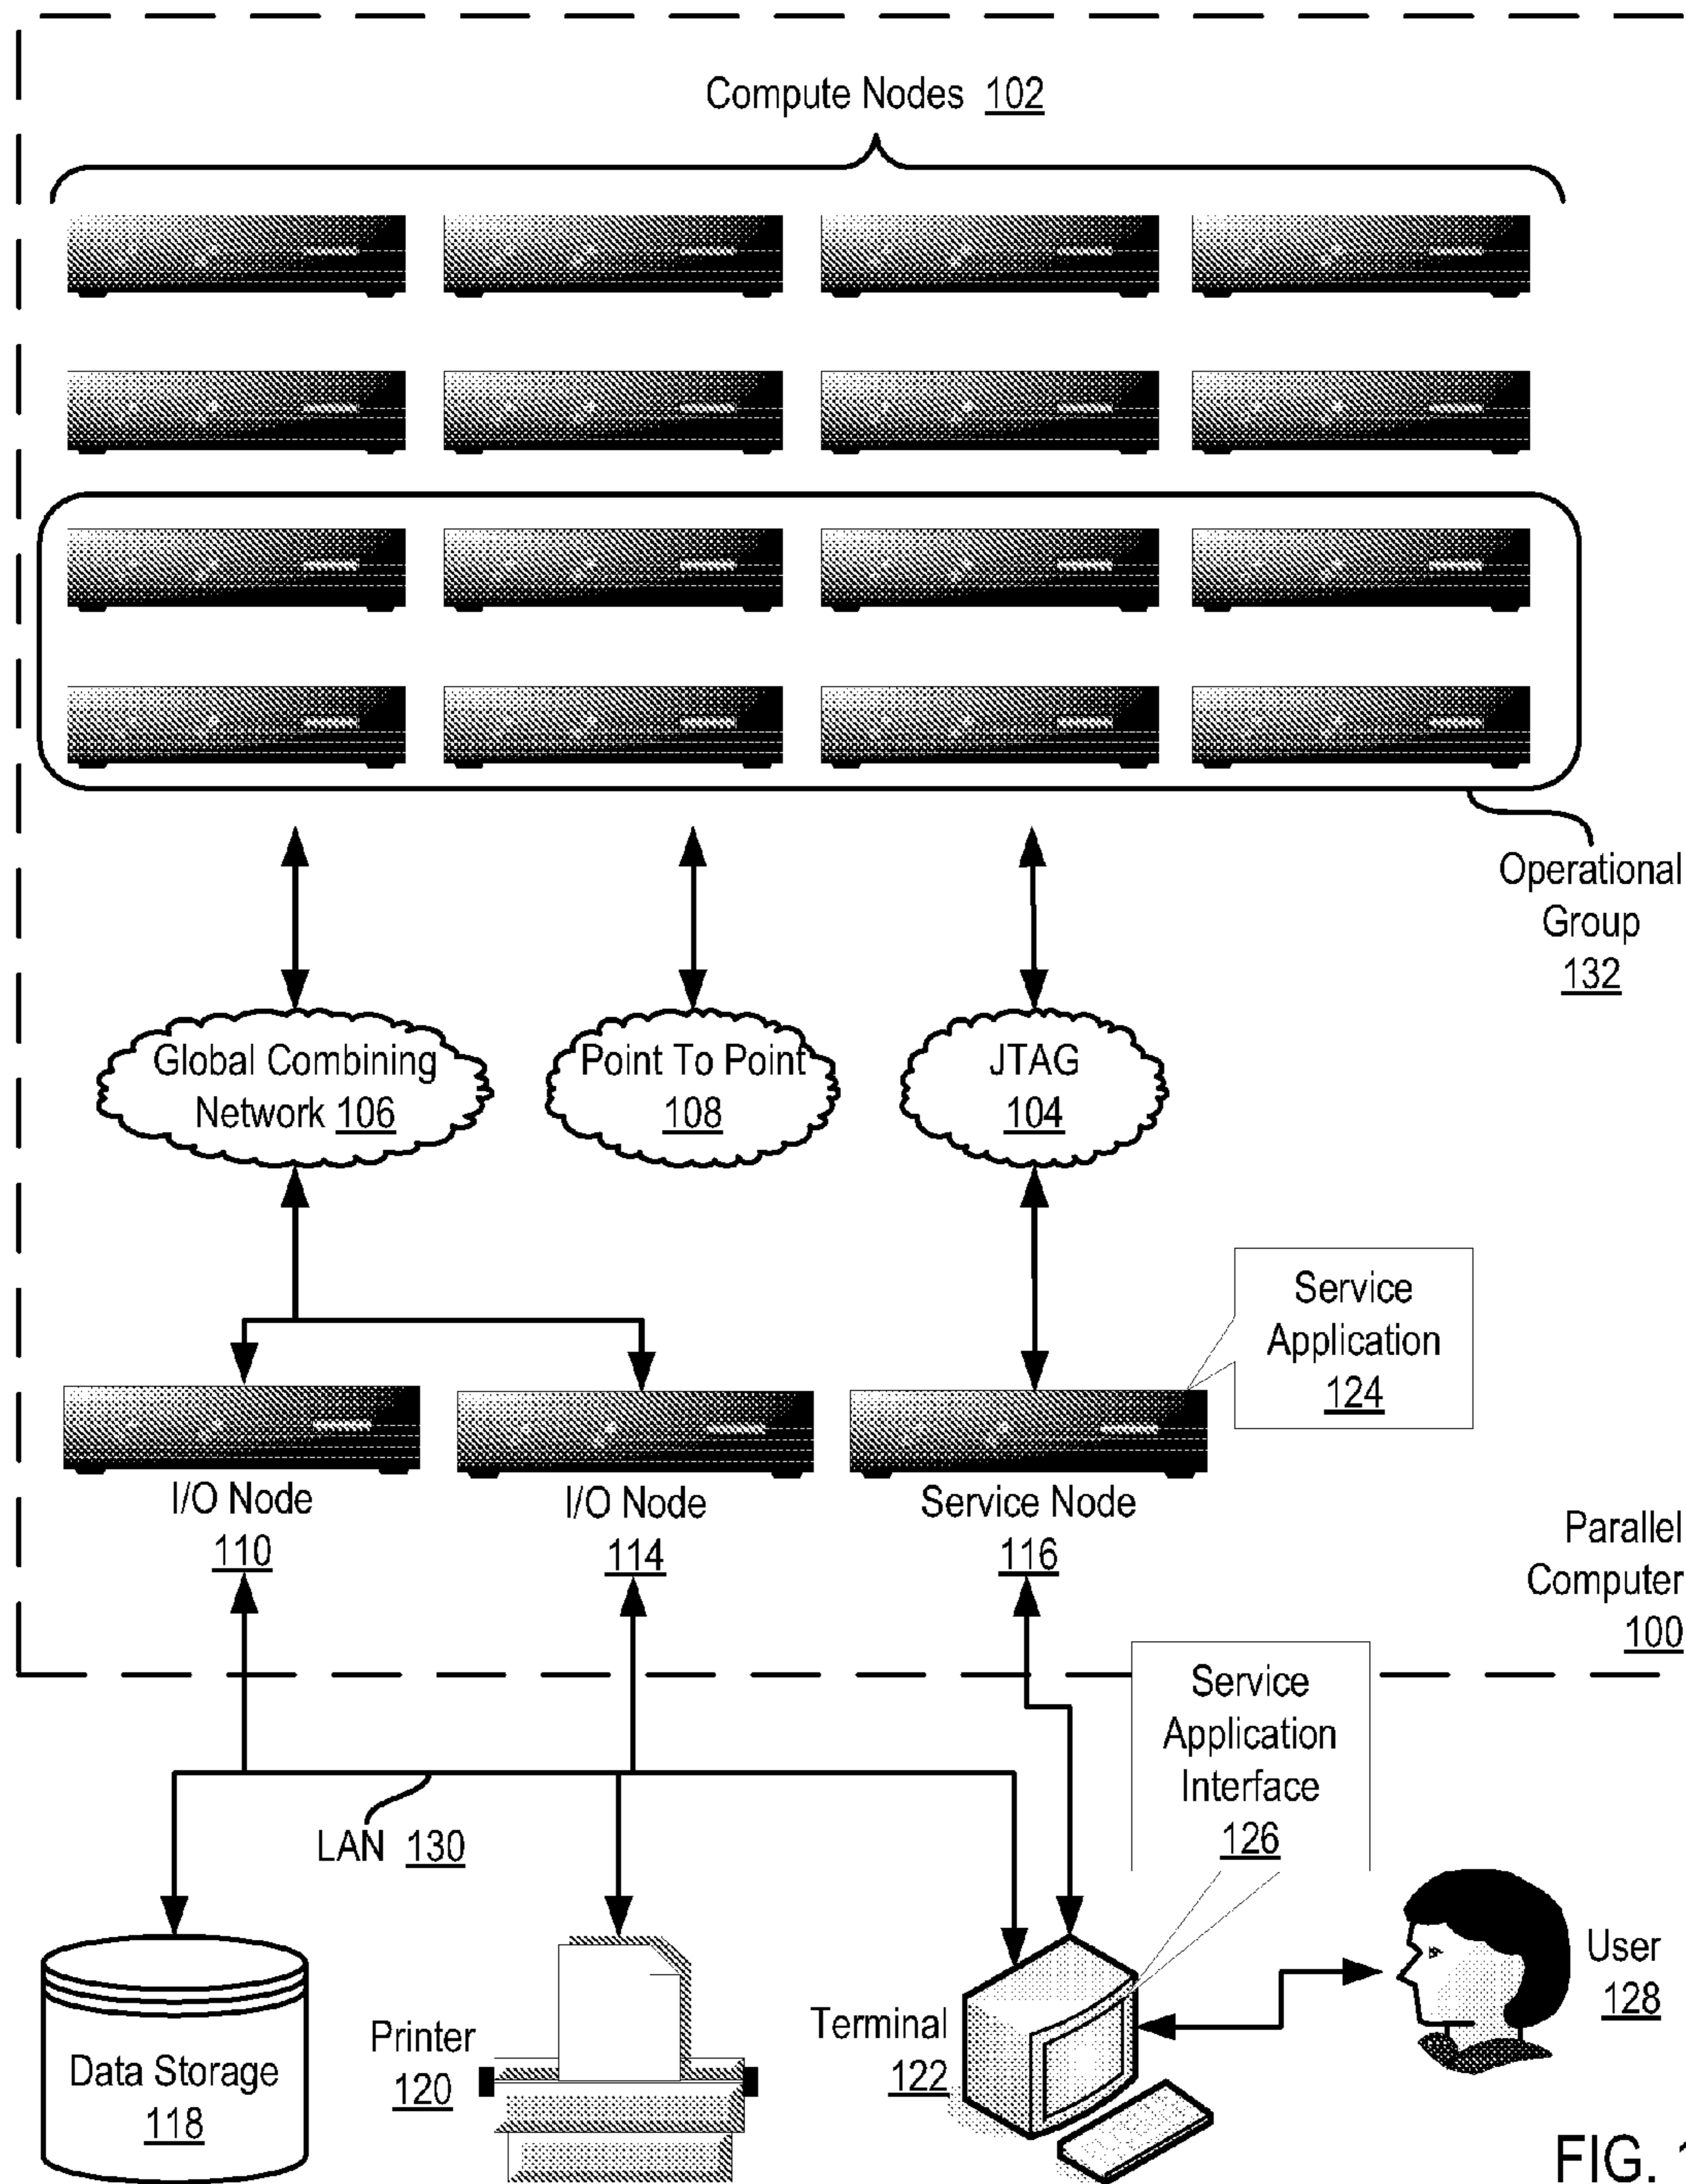 Compute Nodes 102
Operational
Group
132
Global Combining
Network 106
Point To Point
108
JTAG
104
Service
Application
124
I/O Node
110
I/O Node
114
Service Node
116
Parallel
Computer
100
Service
Application
Interface
126
LAN 130
Data Storage
118
Printer
120
Terminal
122
User
128
FIG. 1